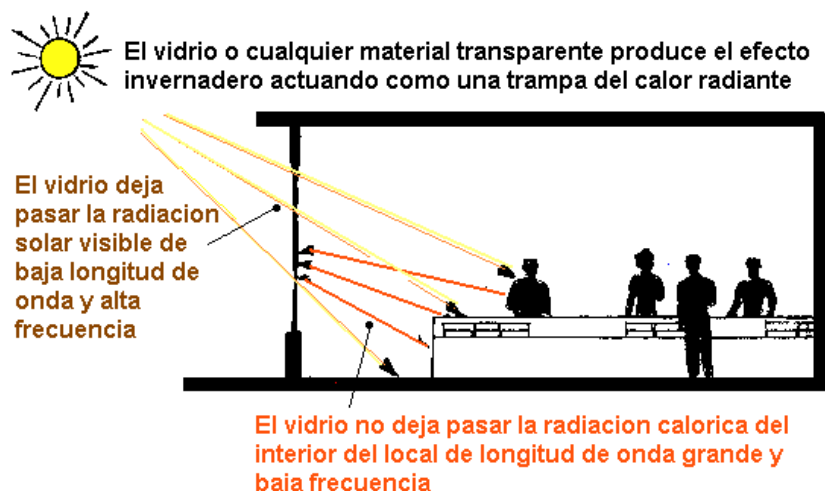 El vidrio o cualquier material transparente produce el efecto
invernadero actuando como una trampa del calor radiante
El vidrio deja
pasar la radiacion
solar visible de
baja longitud de
onda y alta
frecuencia
El vidrio no deja pasar la radiacion calorica del
interior del local de longitud de onda grande y
baja frecuencia